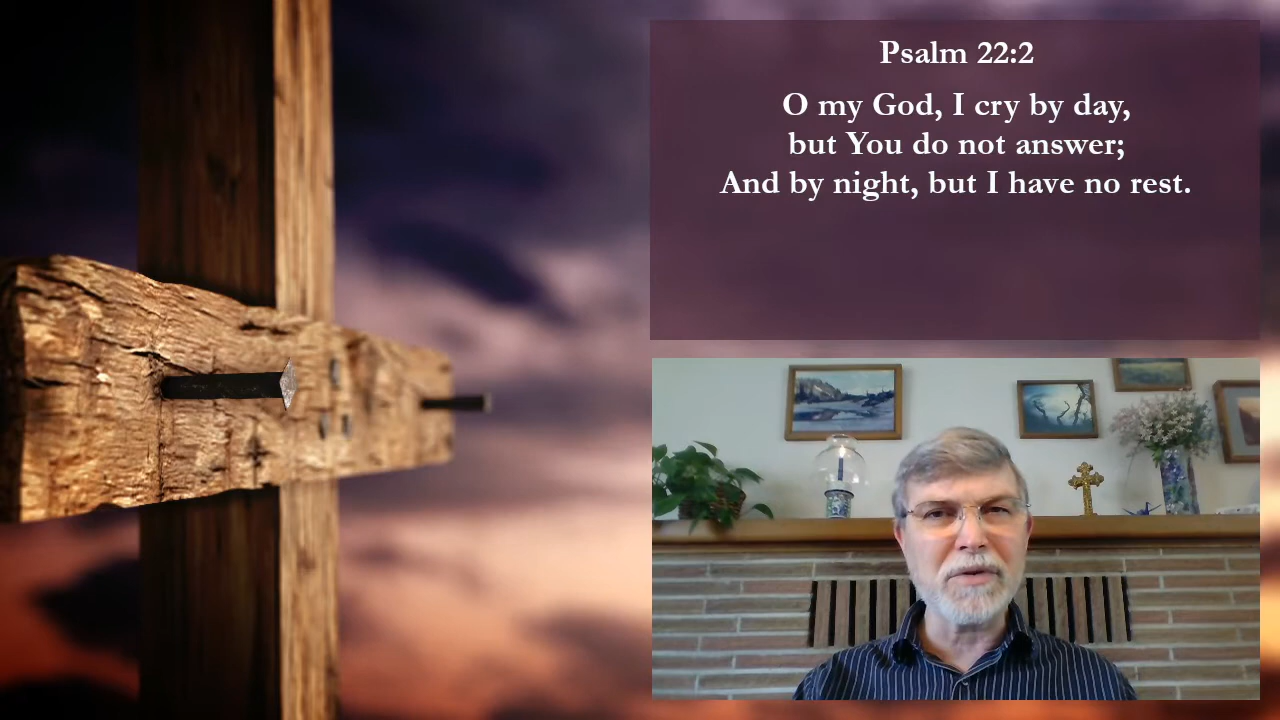 Psalm 22:2
O my God, I cry by day,
but You do not answer;
And by night, but I have no rest.